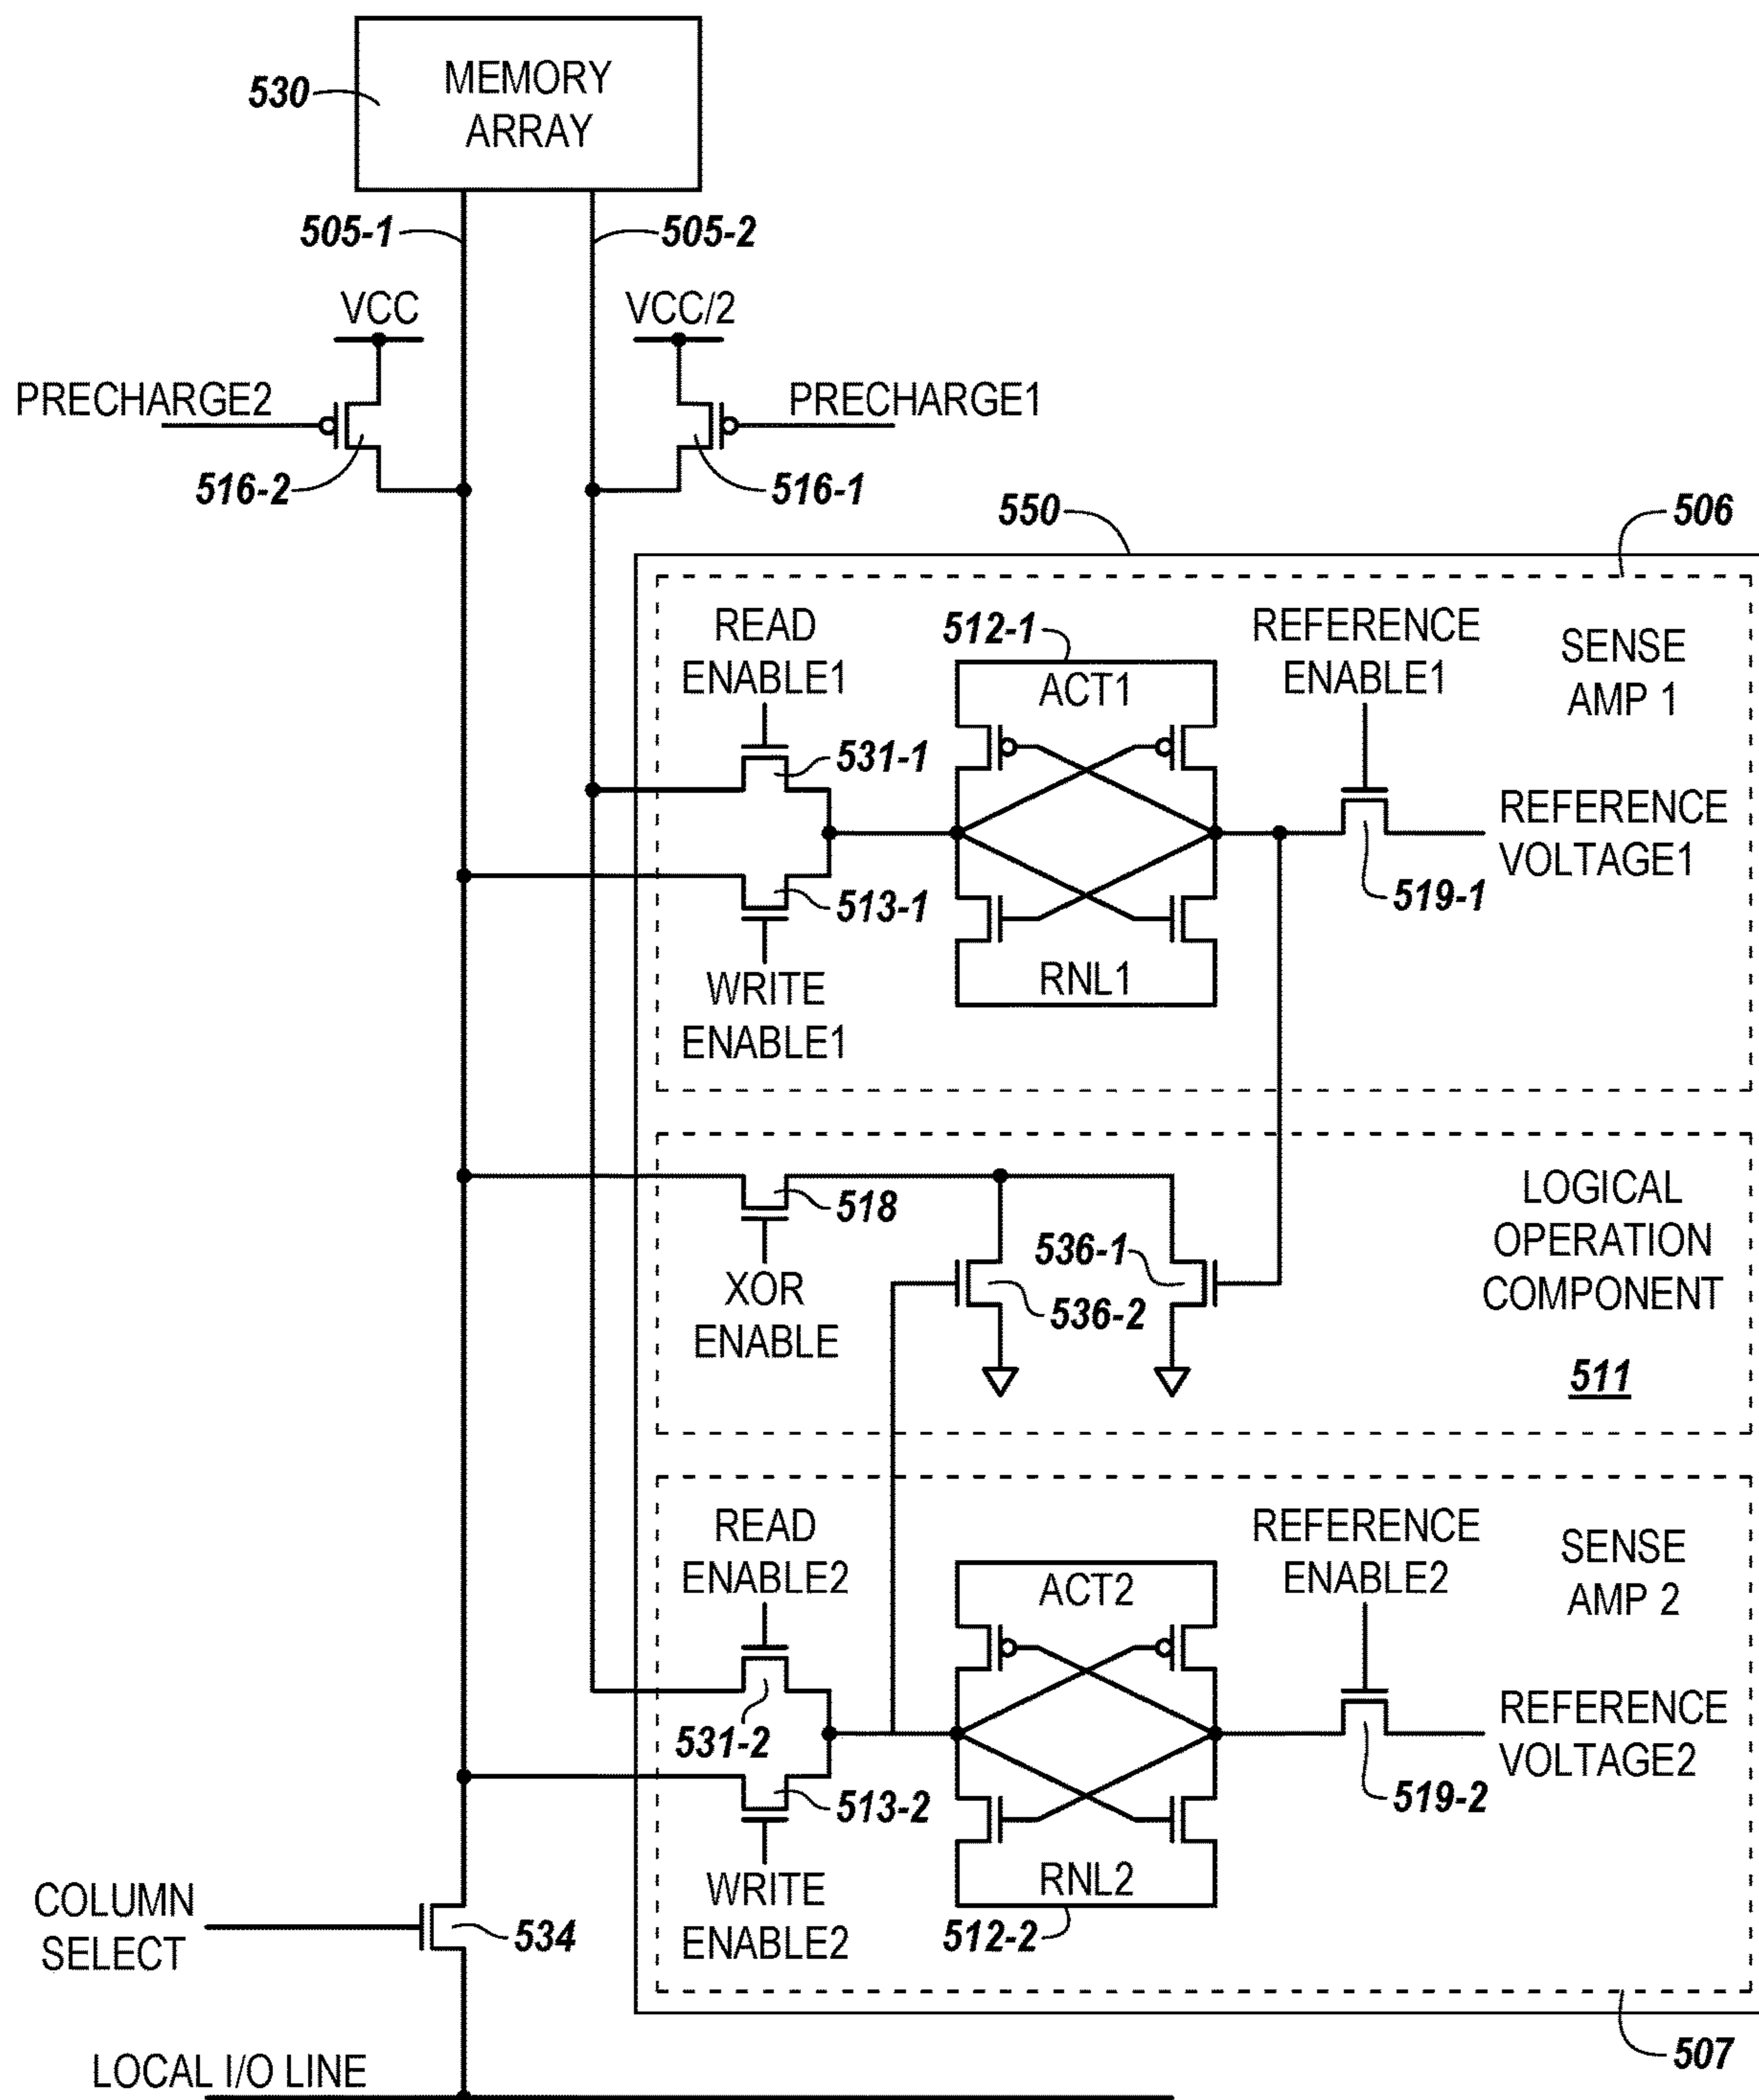 MEMORY
ARRAY
530
505-1
505-2
VCC
VCC/2
PRECHARGE2
PRECHARGE1
516-2
516-1
550
506
READ
ENABLE1
512-1
ACT1
REFERENCE
ENABLE1
SENSE
AMP 1
531-1
REFERENCE
VOLTAGE1
513-1
519-1
WRITE
ENABLE1
RNL1
518
XOR
ENABLE
536-1
536-2
LOGICAL
OPERATION
COMPONENT
511
READ
ENABLE2
ACT2
REFERENCE
ENABLE2
SENSE
AMP 2
531-2
REFERENCE
VOLTAGE2
513-2
519-2
WRITE
ENABLE2
RNL2
512-2
COLUMN
SELECT
534
507
LOCAL I/O LINE